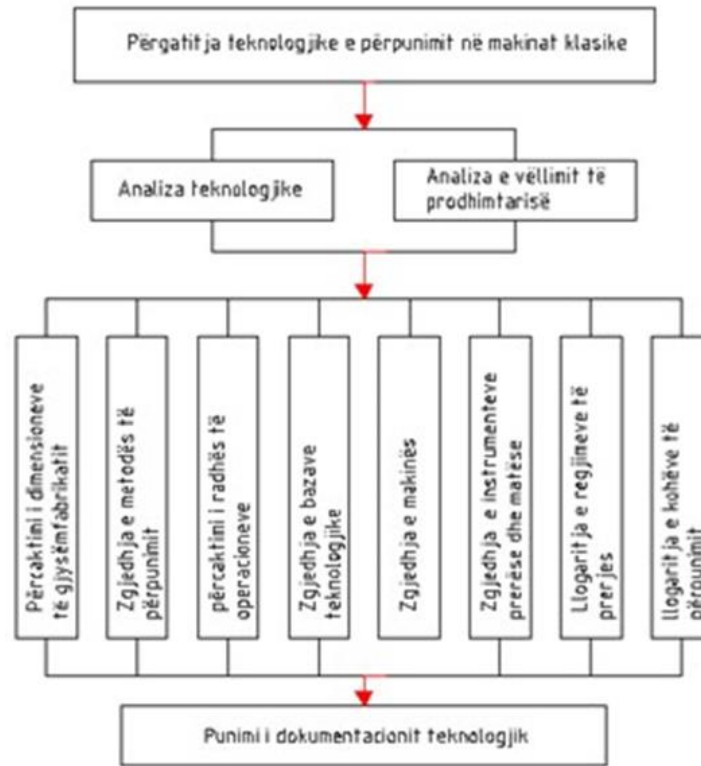 Përgatitja teknologjike e përpunimit në makinat klasike
Analiza teknologjike
Analiza e vëllimit të
prodhimtarisë
Përcaktimi i dimensioneve
të gjysëmfabrikatit
Zgjedhja e metodës të
përpunimit
përcaktimi i radhës të
operacioneve
Zgjedhja e bazave
teknologjike
Zgjedhja e makinës
Zgjedhja e instrumenteve
prerëse dhe matëse
Llogaritja e regjimeve të
prerjes
llogaritja e kohëve të
përpunimit
Punimi i dokumentacionit teknologjik